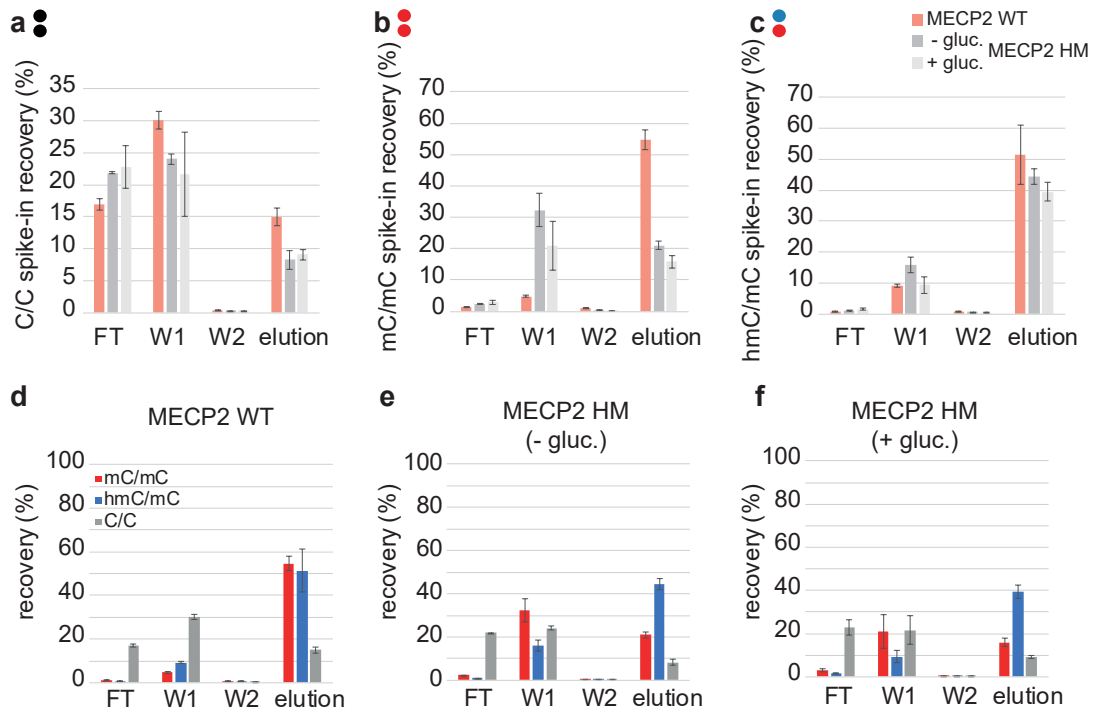 a
b
c
MECP2 WT
- gluc.
+ gluc.
MECP2 HM
C/C spike-in recovery (%)
35
30
25
20
15
10
5
0
FT W1 W2 elution
mC/mC spike-in recovery (%)
70
60
50
40
30
20
10
0
FT W1 W2 elution
hmC/mC spike-in recovery (%)
70
60
50
40
30
20
10
0
FT W1 W2 elution
d
MECP2 WT
recovery (%)
100
80
60
40
20
0
mC/mC
hmC/mC
C/C
FT W1 W2 elution
e
MECP2 HM
(- gluc.)
recovery (%)
100
80
60
40
20
0
FT W1 W2 elution
f
MECP2 HM
(+ gluc.)
recovery (%)
100
80
60
40
20
0
FT W1 W2 elution